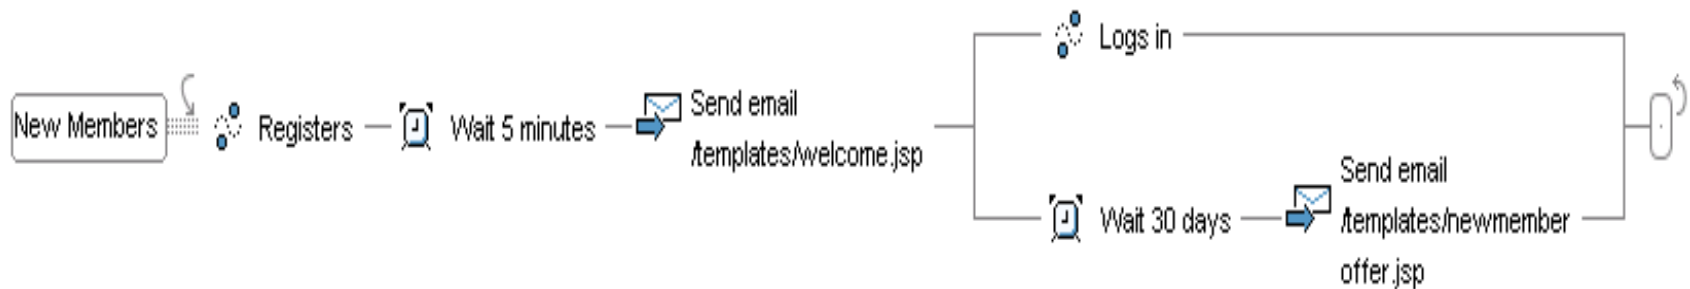 New Members
Registers
Wait 5 minutes
Send email
/templates/welcome.jsp
Logs in
Wait 30 days
Send email
/templates/newmember
offer.jsp